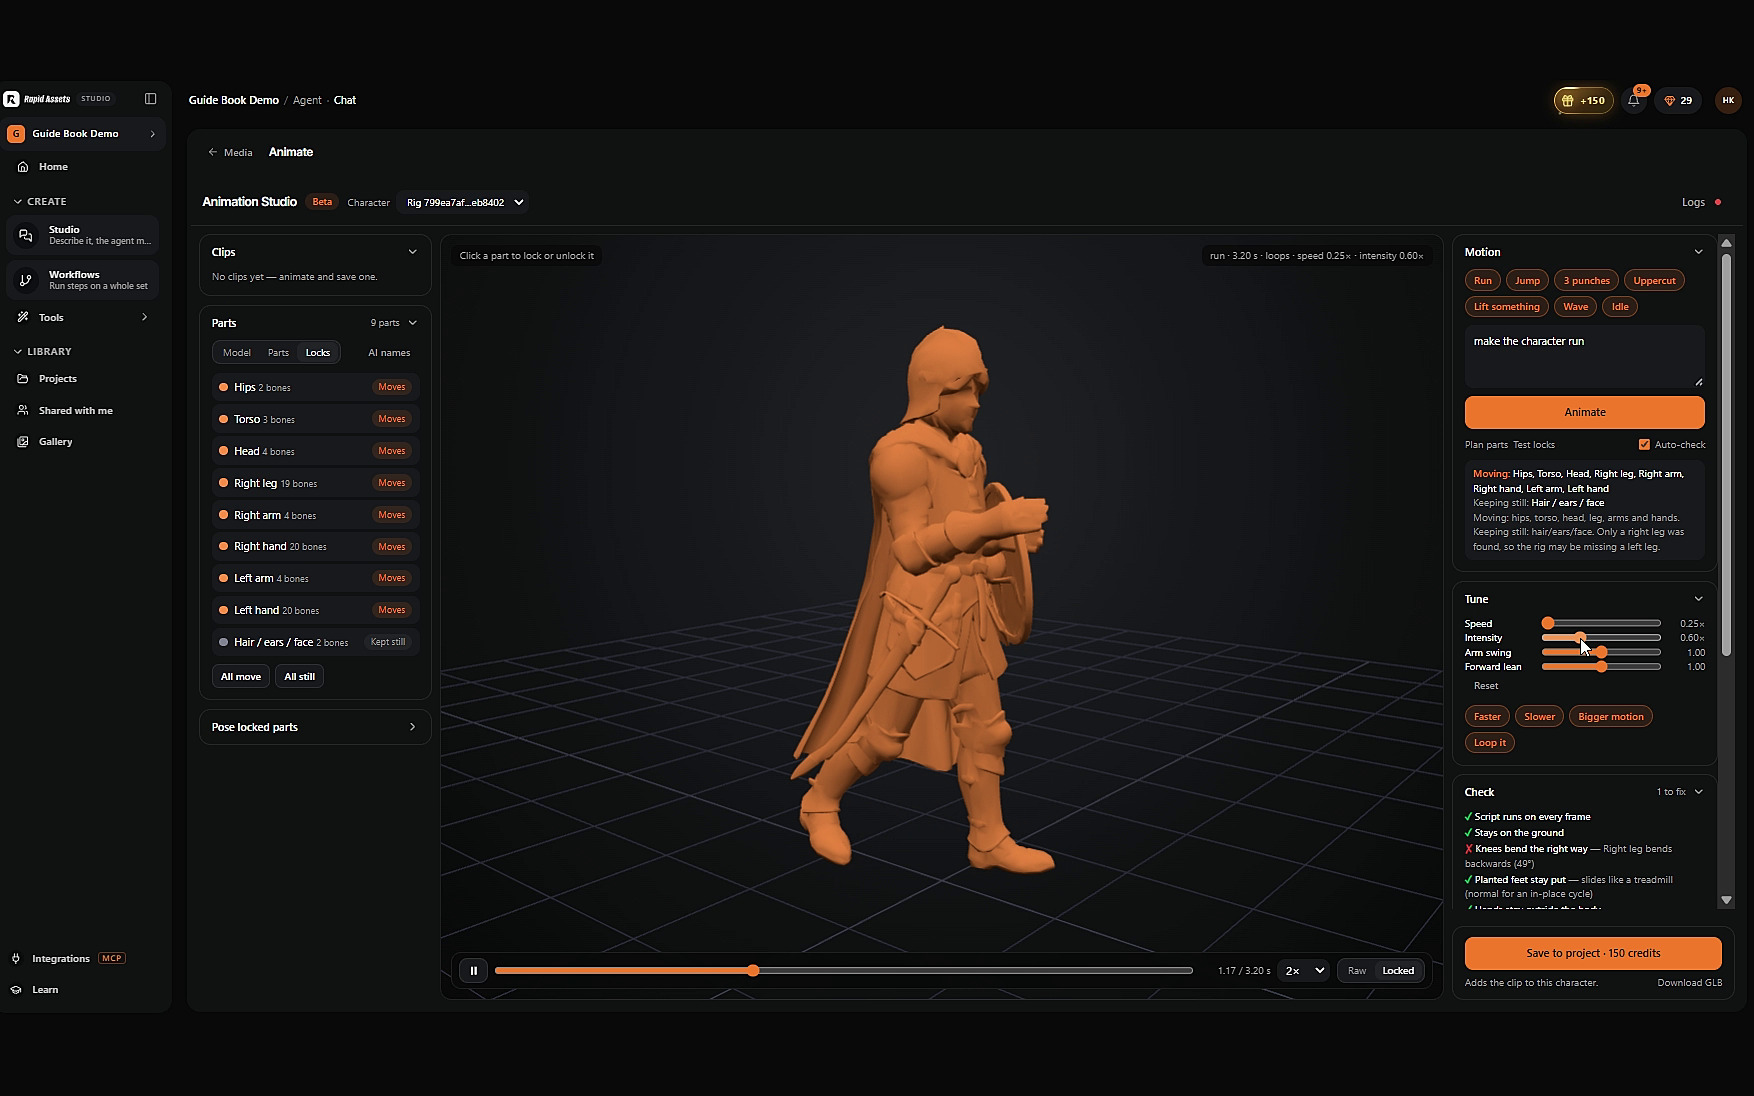 Rapid Assets STUDIO
G Guide Book Demo
Home
CREATE
Studio
Describe it, the agent m...
Workflows
Run steps on a whole set
Tools
LIBRARY
Projects
Shared with me
Gallery
Integrations MCP
Learn
Guide Book Demo / Agent · Chat
+150
9+
29
HK
← Media Animate
Animation Studio Beta Character Rig 799ea7af...eb8402
Logs
Clips
No clips yet — animate and save one.
Parts 9 parts
Model Parts Locks AI names
Hips 2 bones Moves
Torso 3 bones Moves
Head 4 bones Moves
Right leg 19 bones Moves
Right arm 4 bones Moves
Right hand 20 bones Moves
Left arm 4 bones Moves
Left hand 20 bones Moves
Hair / ears / face 2 bones Kept still
All move All still
Pose locked parts
Click a part to lock or unlock it
run · 3.20 s · loops · speed 0.25× · intensity 0.60×
1.17 / 3.20 s 2× Raw Locked
Motion
Run Jump 3 punches Uppercut
Lift something Wave Idle
make the character run
Animate
Plan parts Test locks Auto-check
Moving: Hips, Torso, Head, Right leg, Right arm,
Right hand, Left arm, Left hand
Keeping still: Hair / ears / face
Moving: hips, torso, head, leg, arms and hands.
Keeping still: hair/ears/face. Only a right leg was
found, so the rig may be missing a left leg.
Tune
Speed 0.25×
Intensity 0.60×
Arm swing 1.00
Forward lean 1.00
Reset
Faster Slower Bigger motion
Loop it
Check 1 to fix
✓ Script runs on every frame
✓ Stays on the ground
✗ Knees bend the right way — Right leg bends
backwards (49°)
✓ Planted feet stay put — slides like a treadmill
(normal for an in-place cycle)
✓ Hands stay outside the body
Save to project · 150 credits
Adds the clip to this character. Download GLB